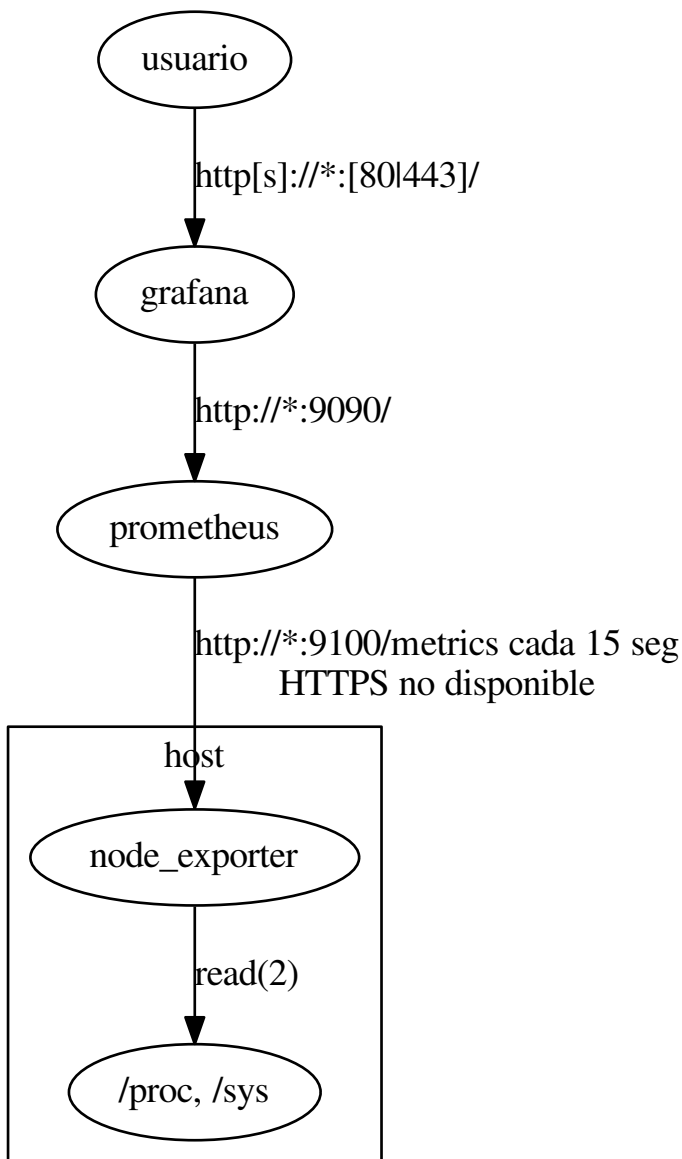 usuario
http[s]://*:[80|443]/
grafana
http://*:9090/
prometheus
http://*:9100/metrics cada 15 seg
HTTPS no disponible
host
node_exporter
read(2)
/proc, /sys